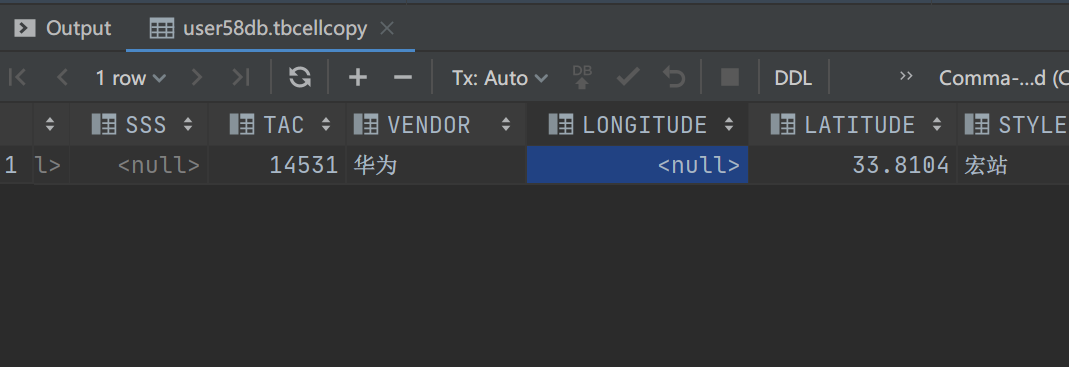 Output user58db.tbcellcopy
1 row Tx: Auto DB DDL Comma-...d (C
SSS TAC VENDOR LONGITUDE LATITUDE STYLE
1 l> <null> 14531 华为 <null> 33.8104 宏站